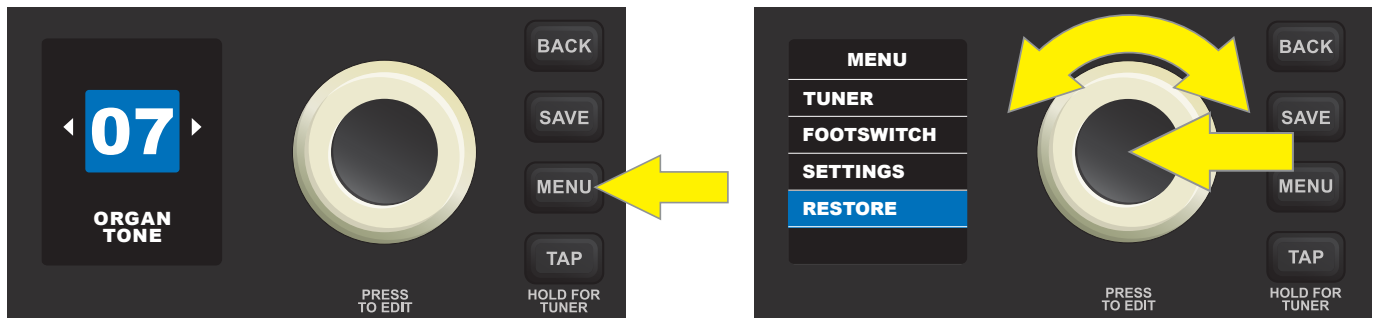 07
ORGAN
TONE
PRESS
TO EDIT
BACK
SAVE
MENU
TAP
HOLD FOR
TUNER
MENU
TUNER
FOOTSWITCH
SETTINGS
RESTORE
PRESS
TO EDIT
BACK
SAVE
MENU
TAP
HOLD FOR
TUNER